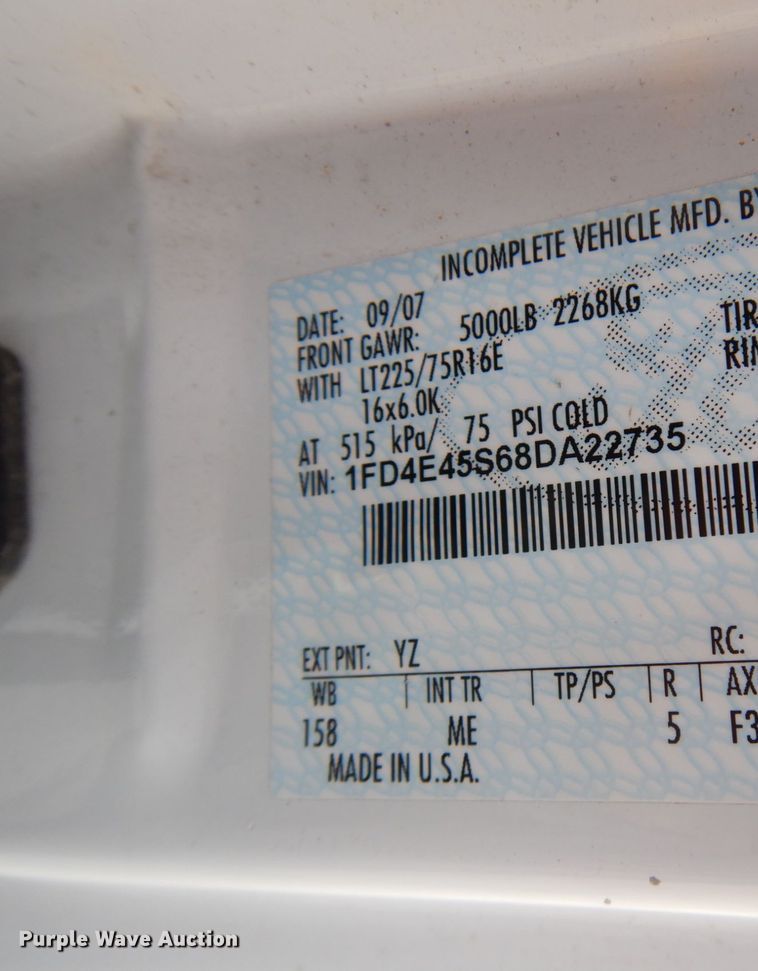 INCOMPLETE VEHICLE MFD. BY
DATE: 09/07
FRONT GAWR: 5000LB 2268KG
WITH LT225/75R16E TIR
16x6.0K RIM
AT 515 kPa/ 75 PSI COLD
VIN: 1FD4E45S68DA22735
EXT PNT: YZ RC:
WB INT TR TP/PS R AX
158 ME 5 F3
MADE IN U.S.A.
Purple Wave Auction